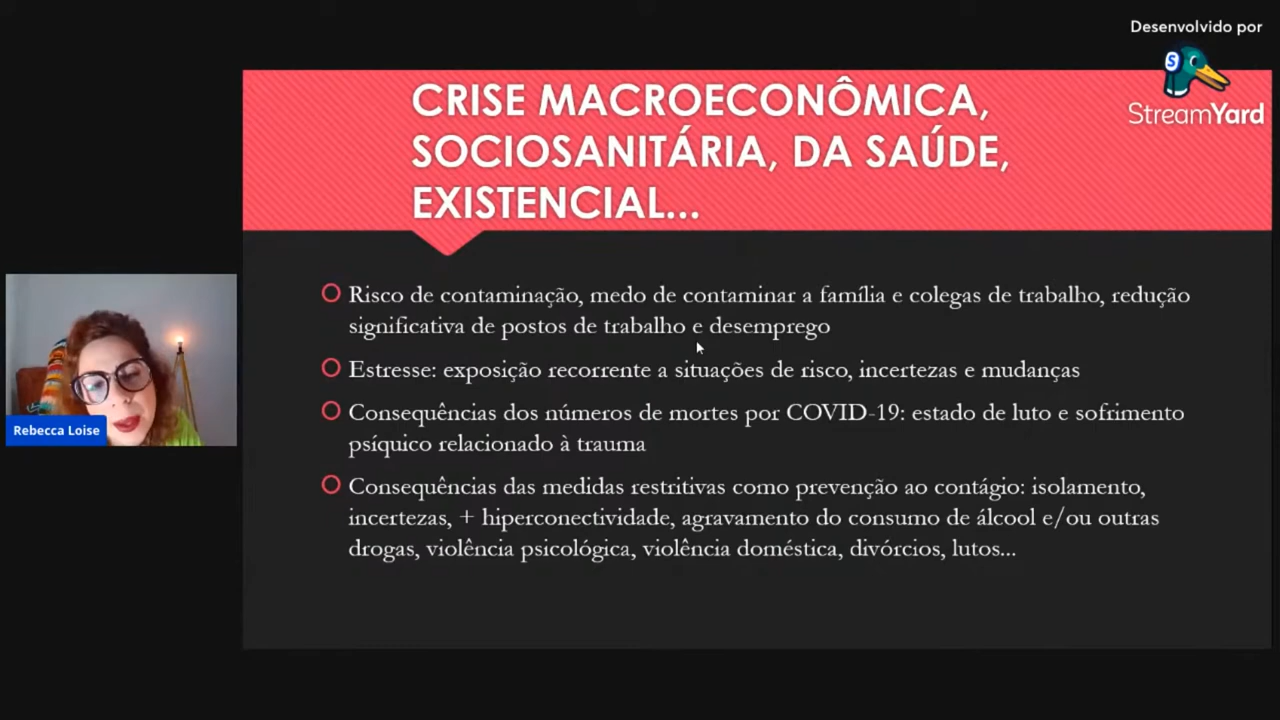 Desenvolvido por
StreamYard
CRISE MACROECONÔMICA,
SOCIOSANITÁRIA, DA SAÚDE,
EXISTENCIAL...
Risco de contaminação, medo de contaminar a família e colegas de trabalho, redução
significativa de postos de trabalho e desemprego
Estresse: exposição recorrente a situações de risco, incertezas e mudanças
Consequências dos números de mortes por COVID-19: estado de luto e sofrimento
psíquico relacionado à trauma
Consequências das medidas restritivas como prevenção ao contágio: isolamento,
incertezas, + hiperconectividade, agravamento do consumo de álcool e/ou outras
drogas, violência psicológica, violência doméstica, divórcios, lutos...
Rebecca Loise